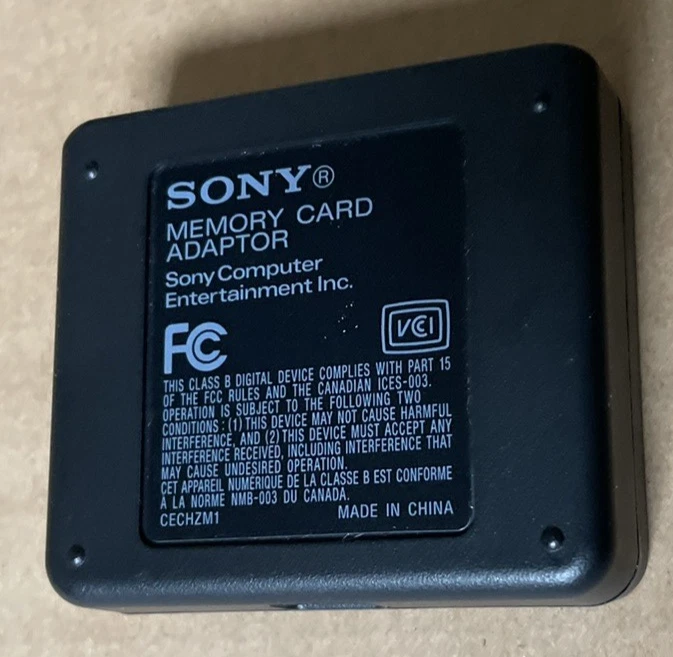 SONY®
MEMORY CARD
ADAPTOR
Sony Computer
Entertainment Inc.
FC
VCI
THIS CLASS B DIGITAL DEVICE COMPLIES WITH PART 15
OF THE FCC RULES AND THE CANADIAN ICES-003.
OPERATION IS SUBJECT TO THE FOLLOWING TWO
CONDITIONS : (1) THIS DEVICE MAY NOT CAUSE HARMFUL
INTERFERENCE, AND (2) THIS DEVICE MUST ACCEPT ANY
INTERFERENCE RECEIVED, INCLUDING INTERFERENCE THAT
MAY CAUSE UNDESIRED OPERATION.
CET APPAREIL NUMÉRIQUE DE LA CLASSE B EST CONFORME
À LA NORME NMB-003 DU CANADA.
CECHZM1 MADE IN CHINA